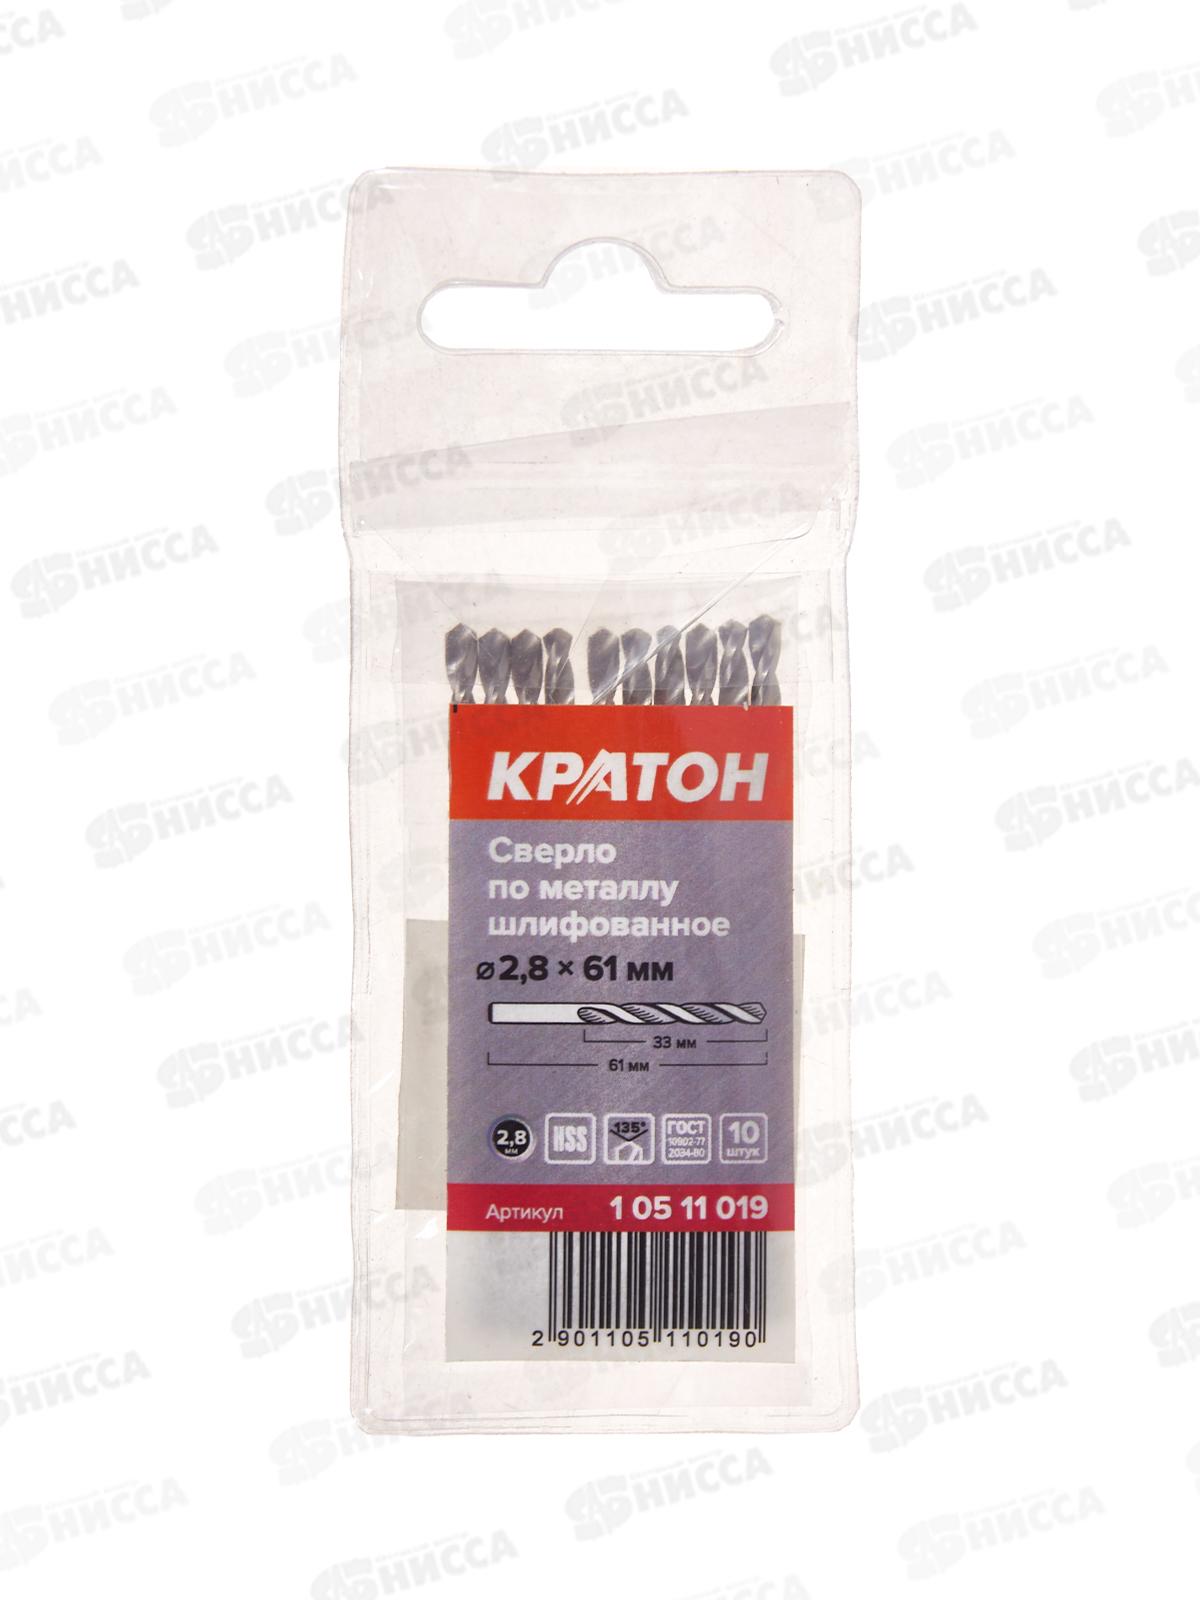 КРАТОН
Сверло
по металлу
шлифованное
⌀ 2,8 × 61 мм
33 мм
61 мм
2,8
мм
HSS
135°
ГОСТ
10902-77
2034-80
10
штук
Артикул 1 05 11 019
2 901105 110190
НИССА